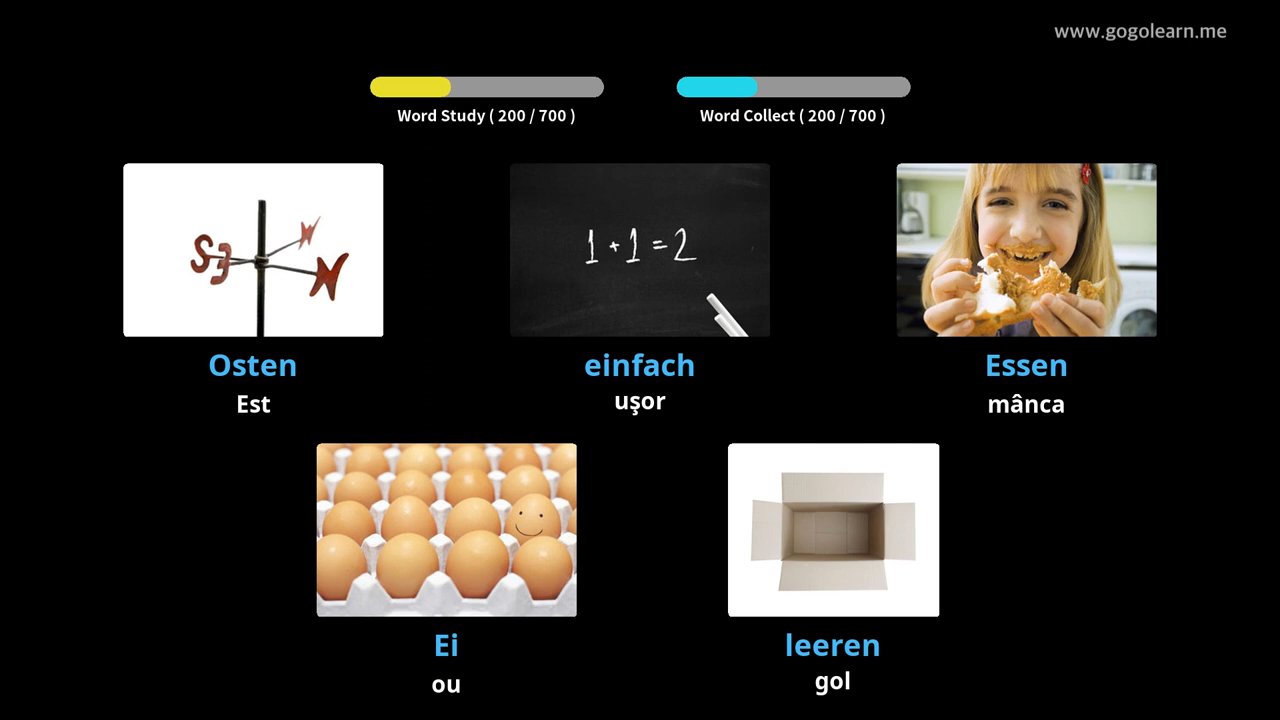 www.gogolearn.me
Word Study ( 200 / 700 )
Word Collect ( 200 / 700 )
S E N W
1 + 1 = 2
Osten
einfach
Essen
Est
uşor
mânca
Ei
leeren
ou
gol